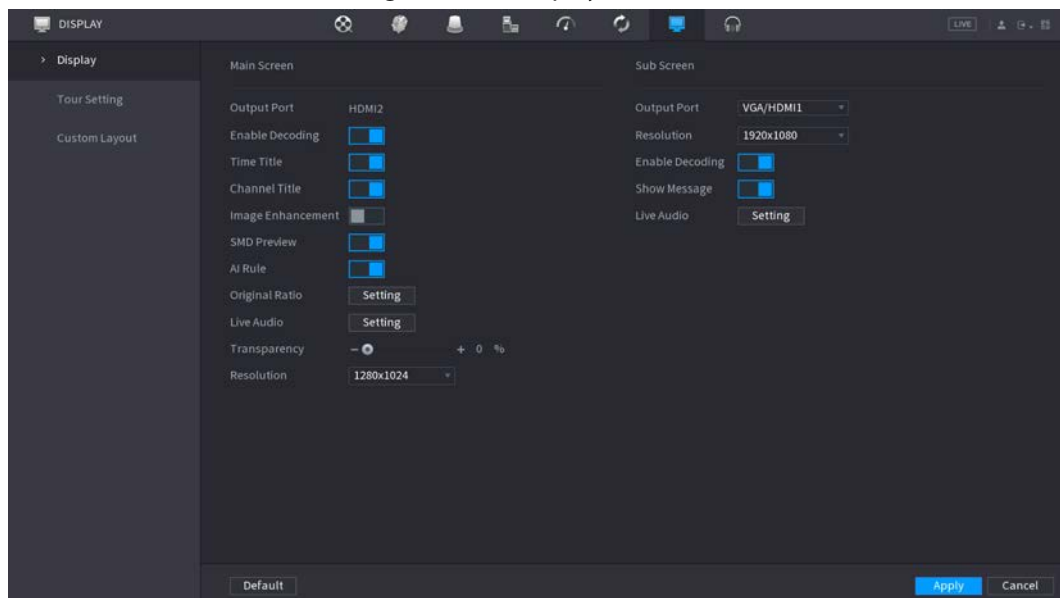 DISPLAY
LIVE
Display
Tour Setting
Custom Layout
Main Screen
Output Port HDMI2
Enable Decoding
Time Title
Channel Title
Image Enhancement
SMD Preview
AI Rule
Original Ratio Setting
Live Audio Setting
Transparency - + 0 %
Resolution 1280x1024
Sub Screen
Output Port VGA/HDMI1
Resolution 1920x1080
Enable Decoding
Show Message
Live Audio Setting
Default
Apply Cancel